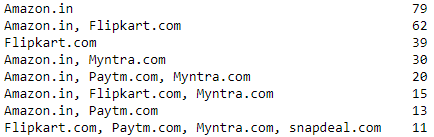 Amazon.in 79
Amazon.in, Flipkart.com 62
Flipkart.com 39
Amazon.in, Myntra.com 30
Amazon.in, Paytm.com, Myntra.com 20
Amazon.in, Flipkart.com, Myntra.com 15
Amazon.in, Paytm.com 13
Flipkart.com, Paytm.com, Myntra.com, snapdeal.com 11